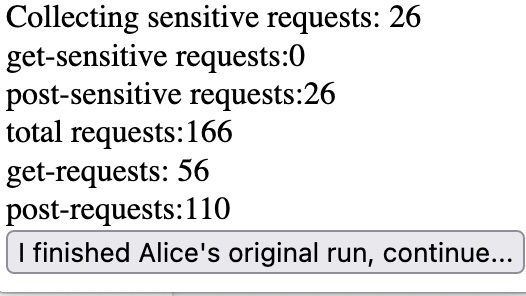 Collecting sensitive requests: 26
get-sensitive requests:0
post-sensitive requests:26
total requests:166
get-requests: 56
post-requests:110
I finished Alice's original run, continue...